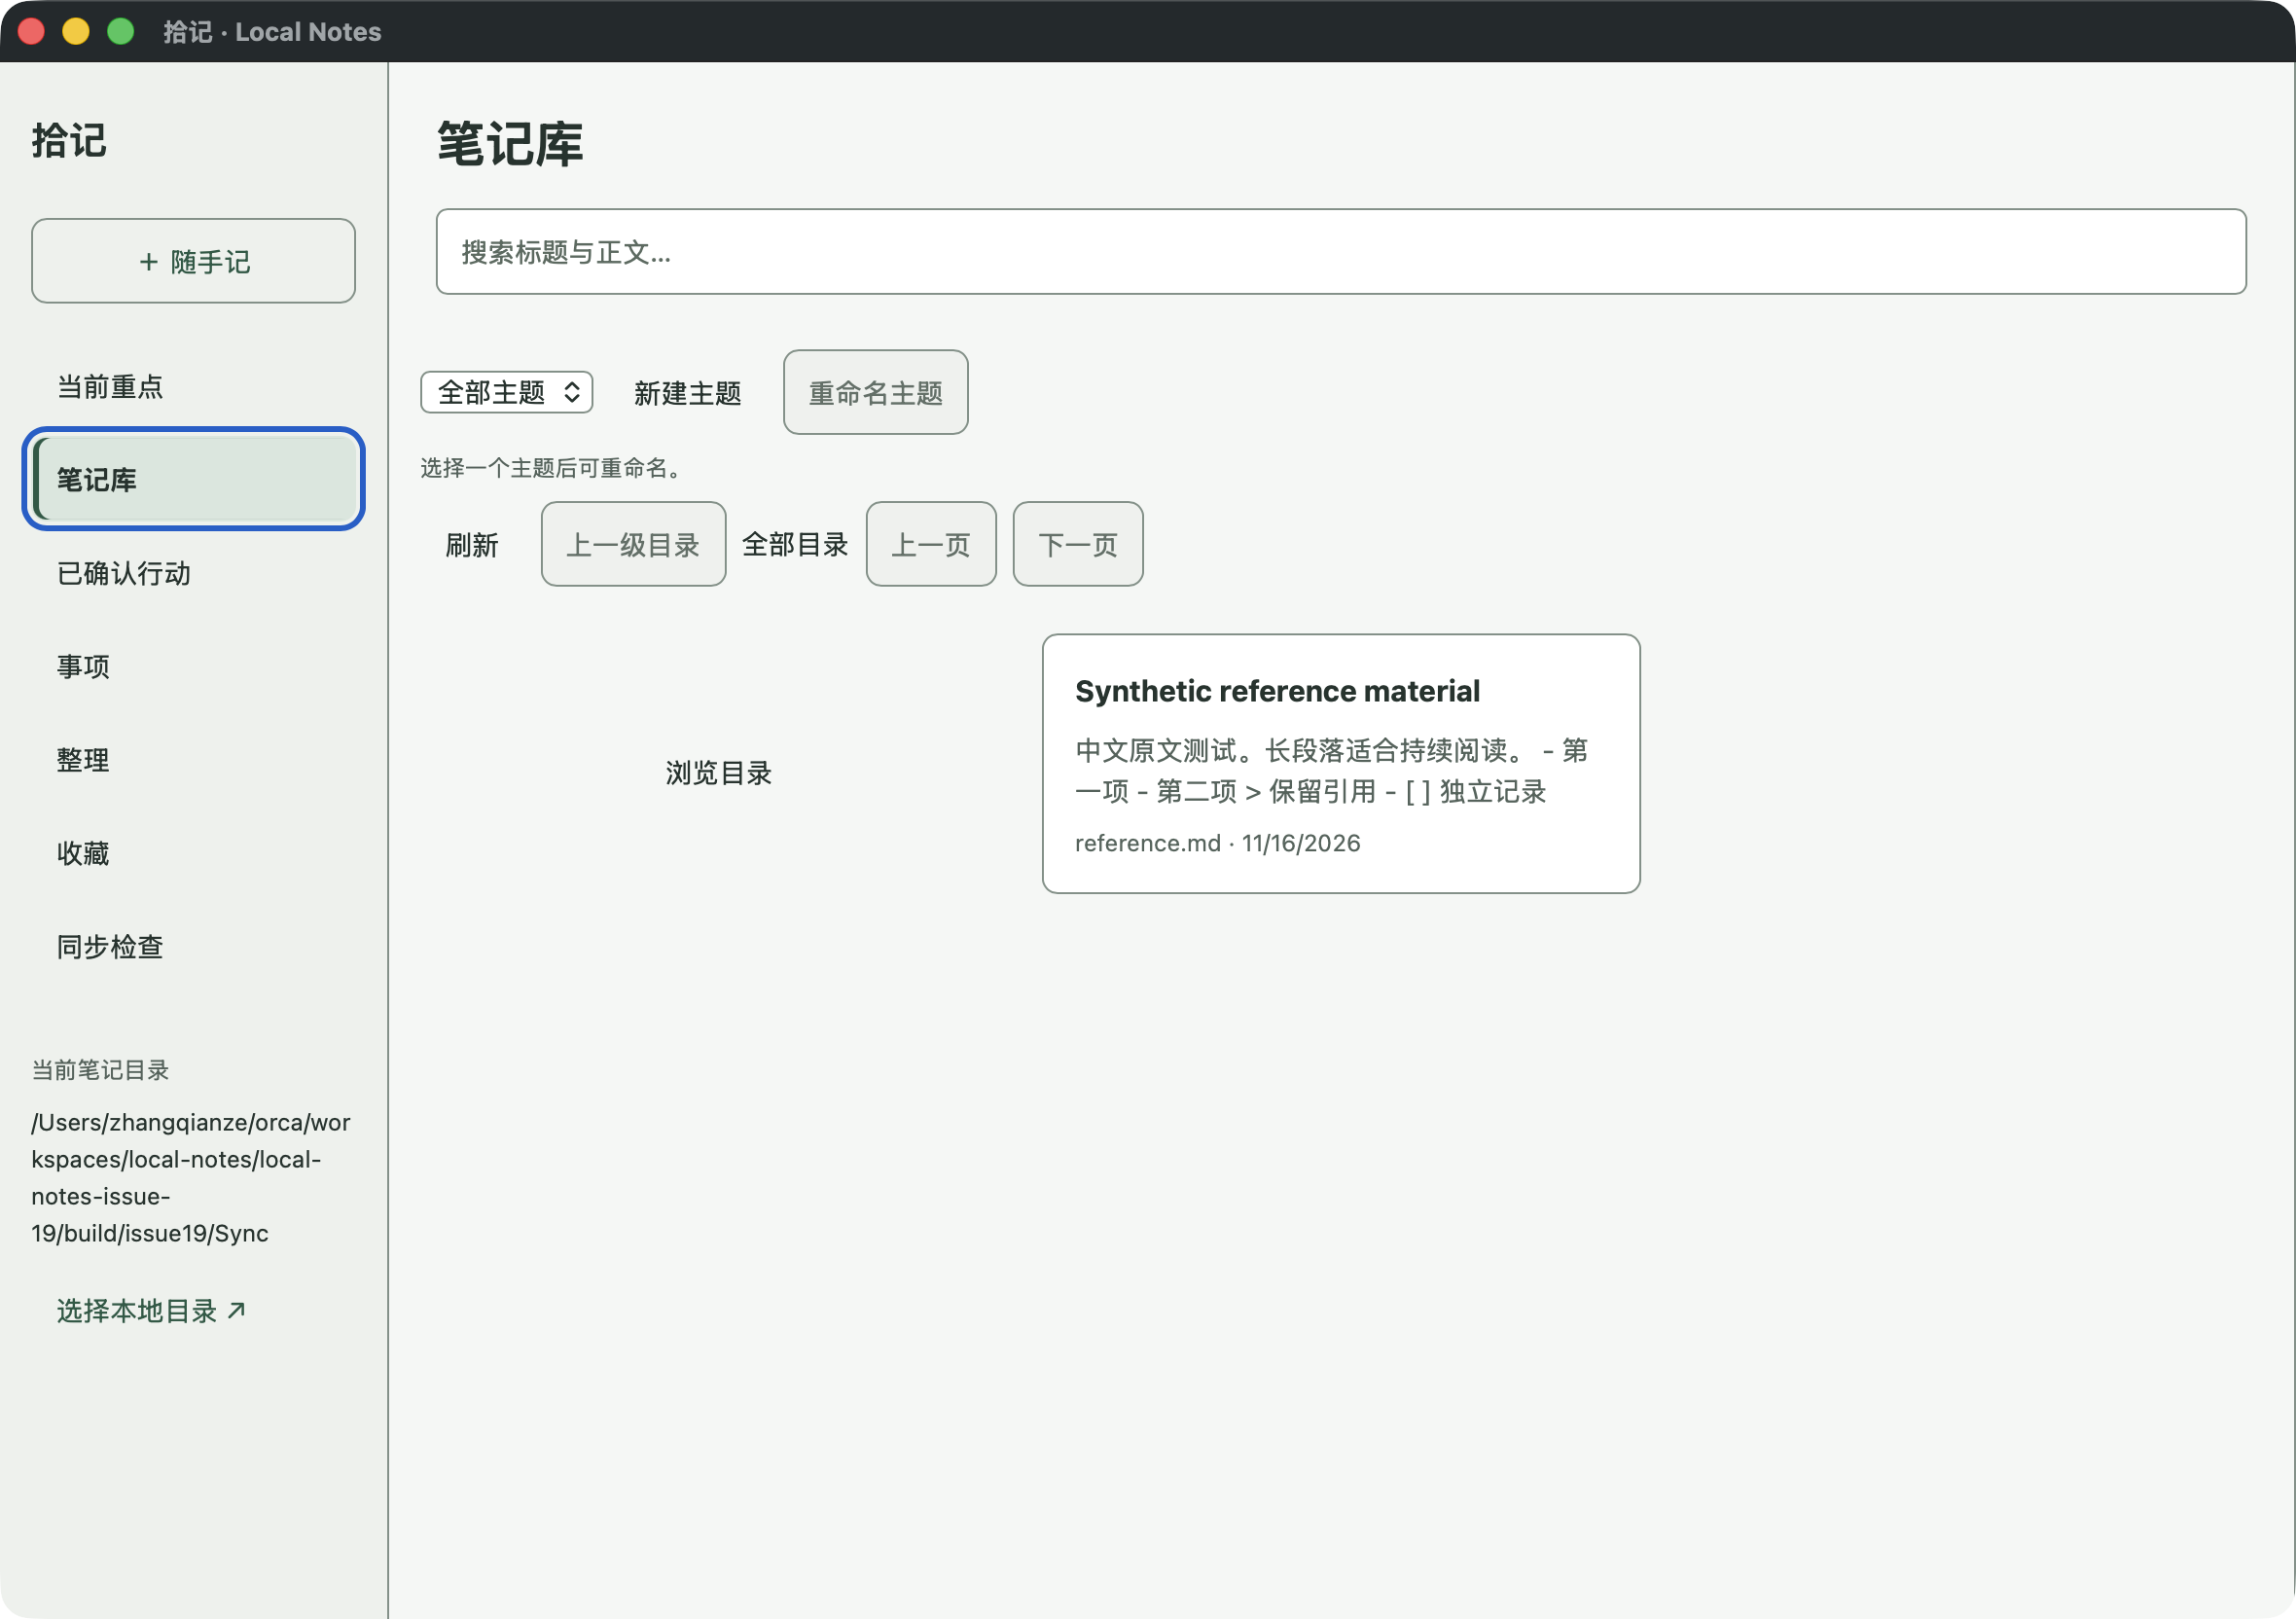 拾记 · Local Notes
拾记
+ 随手记
当前重点
笔记库
已确认行动
事项
整理
收藏
同步检查
当前笔记目录
/Users/zhangqianze/orca/wor
kspaces/local-notes/local-
notes-issue-
19/build/issue19/Sync
选择本地目录 ↗
笔记库
搜索标题与正文...
全部主题 新建主题 重命名主题
选择一个主题后可重命名。
刷新 上一级目录 全部目录 上一页 下一页
浏览目录
Synthetic reference material
中文原文测试。长段落适合持续阅读。 - 第
一项 - 第二项 > 保留引用 - [ ] 独立记录
reference.md · 11/16/2026